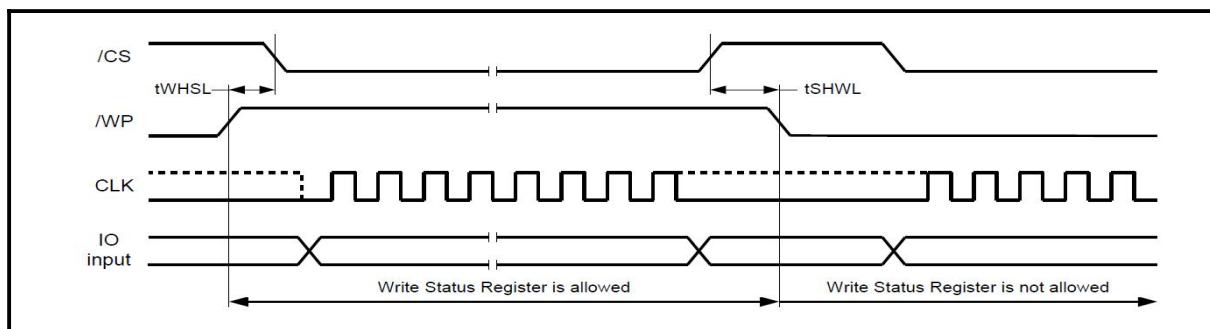 /CS
tWHSL
tSHWL
/WP
CLK
IO
input
Write Status Register is allowed
Write Status Register is not allowed